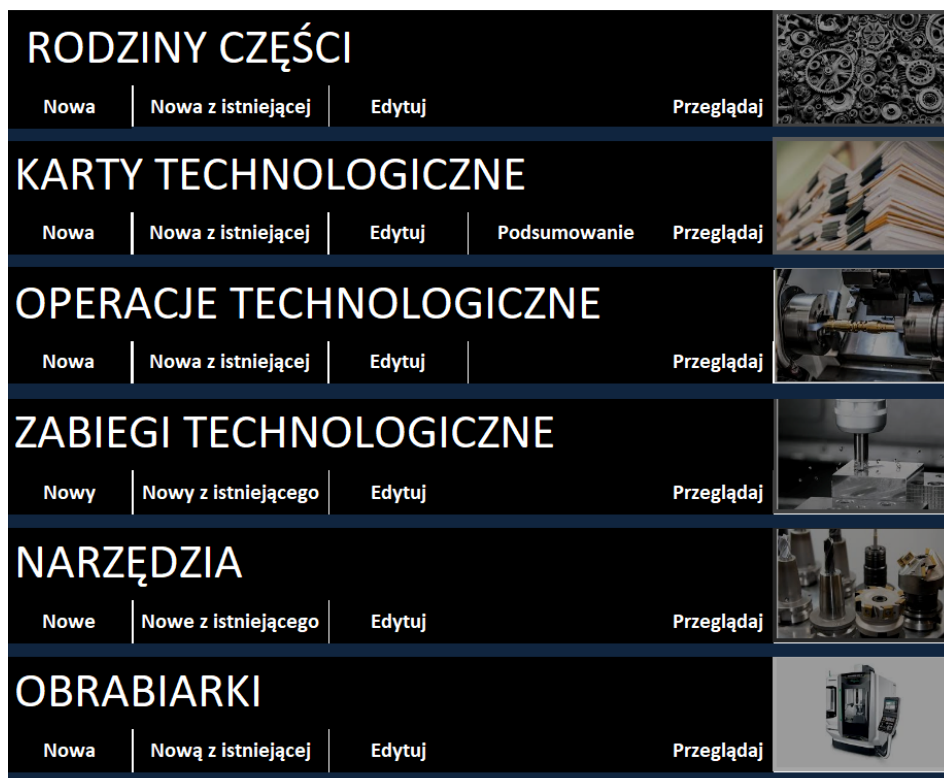 RODZINY CZĘŚCI
Nowa Nowa z istniejącej Edytuj Przeglądaj
KARTY TECHNOLOGICZNE
Nowa Nowa z istniejącej Edytuj Podsumowanie Przeglądaj
OPERACJE TECHNOLOGICZNE
Nowa Nowa z istniejącej Edytuj Przeglądaj
ZABIEGI TECHNOLOGICZNE
Nowy Nowy z istniejącego Edytuj Przeglądaj
NARZĘDZIA
Nowe Nowe z istniejącego Edytuj Przeglądaj
OBRABIARKI
Nowa Nową z istniejącej Edytuj Przeglądaj